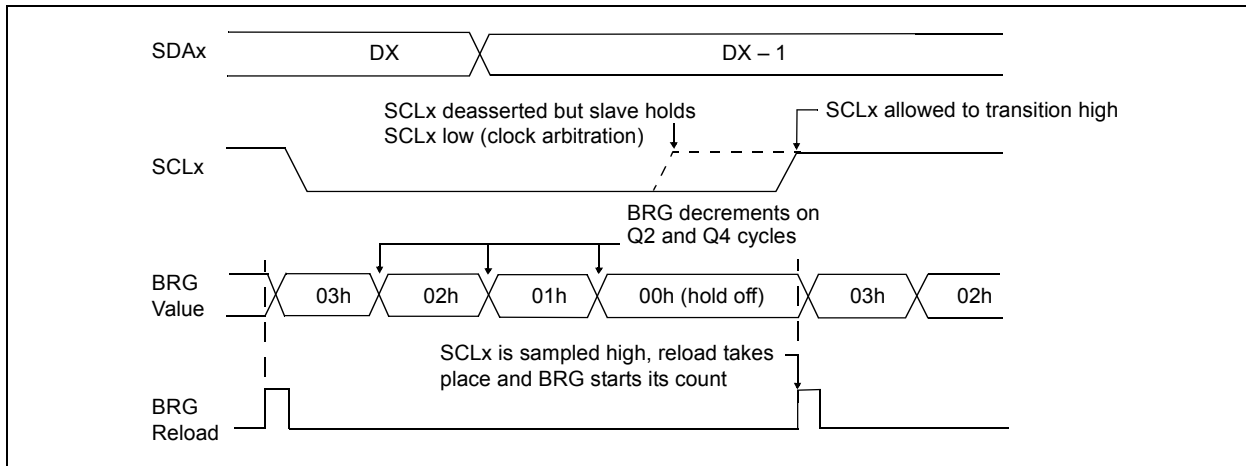 SDAx
DX
DX – 1
SCLx deasserted but slave holds
SCLx low (clock arbitration)
SCLx allowed to transition high
SCLx
BRG decrements on
Q2 and Q4 cycles
BRG
Value
03h
02h
01h
00h (hold off)
03h
02h
SCLx is sampled high, reload takes
place and BRG starts its count
BRG
Reload